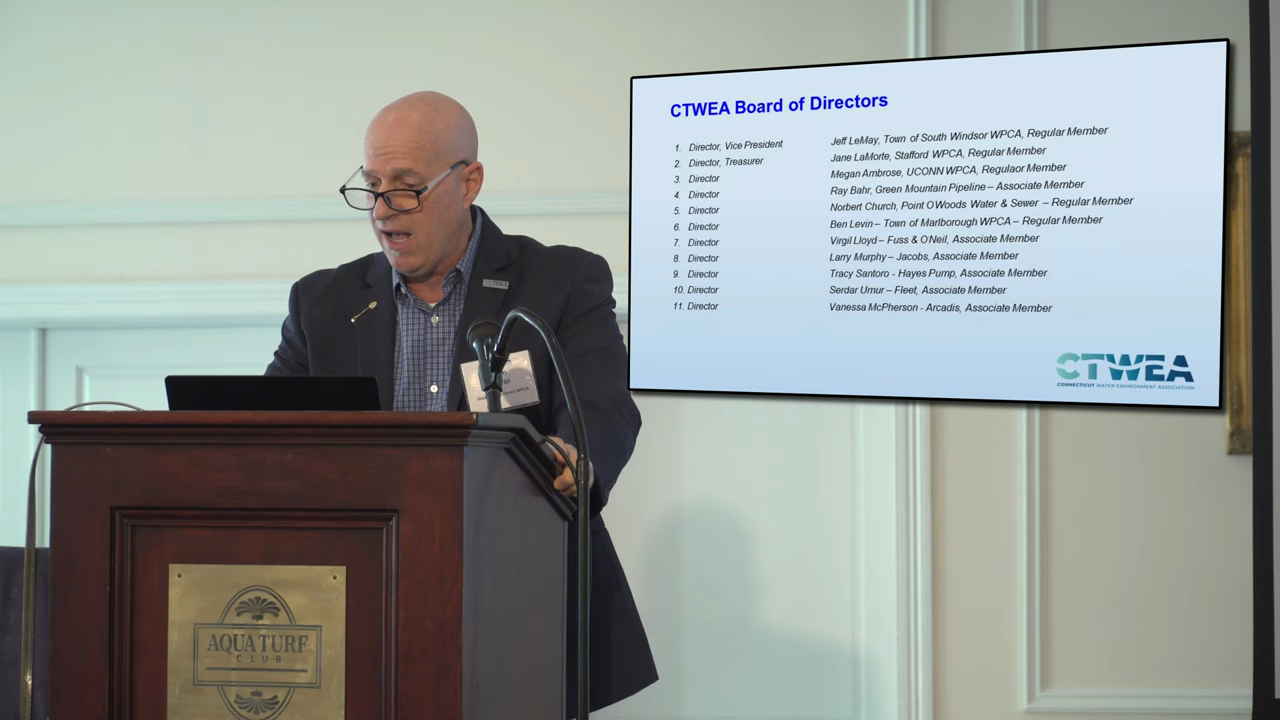 CTWEA Board of Directors
1. Director, Vice President Jeff LeMay, Town of South Windsor WPCA, Regular Member
2. Director, Treasurer Jane LaMorte, Stafford WPCA, Regular Member
3. Director Megan Ambrose, UCONN WPCA, Regulaor Member
4. Director Ray Bahr, Green Mountain Pipeline – Associate Member
5. Director Norbert Church, Point O'Woods Water & Sewer – Regular Member
6. Director Ben Levin – Town of Marlborough WPCA – Regular Member
7. Director Virgil Lloyd – Fuss & O'Neil, Associate Member
8. Director Larry Murphy – Jacobs, Associate Member
9. Director Tracy Santoro - Hayes Pump, Associate Member
10. Director Serdar Umur – Fleet, Associate Member
11. Director Vanessa McPherson - Arcadis, Associate Member
CTWEA
CONNECTICUT WATER ENVIRONMENT ASSOCIATION
WPCA
AQUA TURF
CLUB